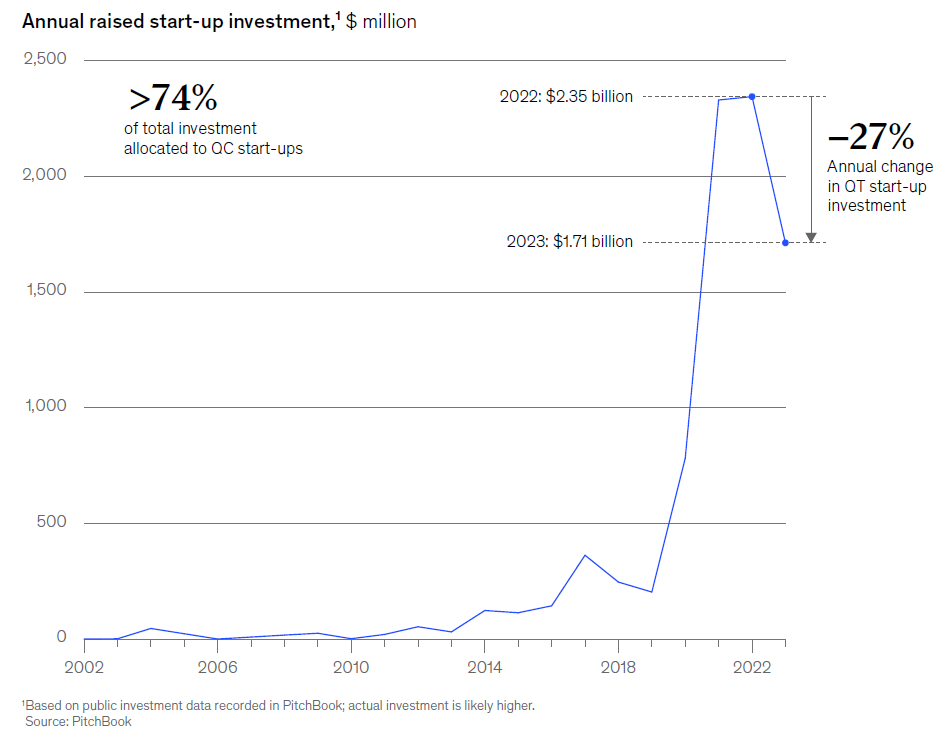 Annual raised start-up investment,¹ $ million
2,500
>74%
of total investment
allocated to QC start-ups
2022: $2.35 billion
–27%
Annual change
in QT start-up
investment
2,000
2023: $1.71 billion
1,500
1,000
500
0
2002 2006 2010 2014 2018 2022
¹Based on public investment data recorded in PitchBook; actual investment is likely higher.
Source: PitchBook